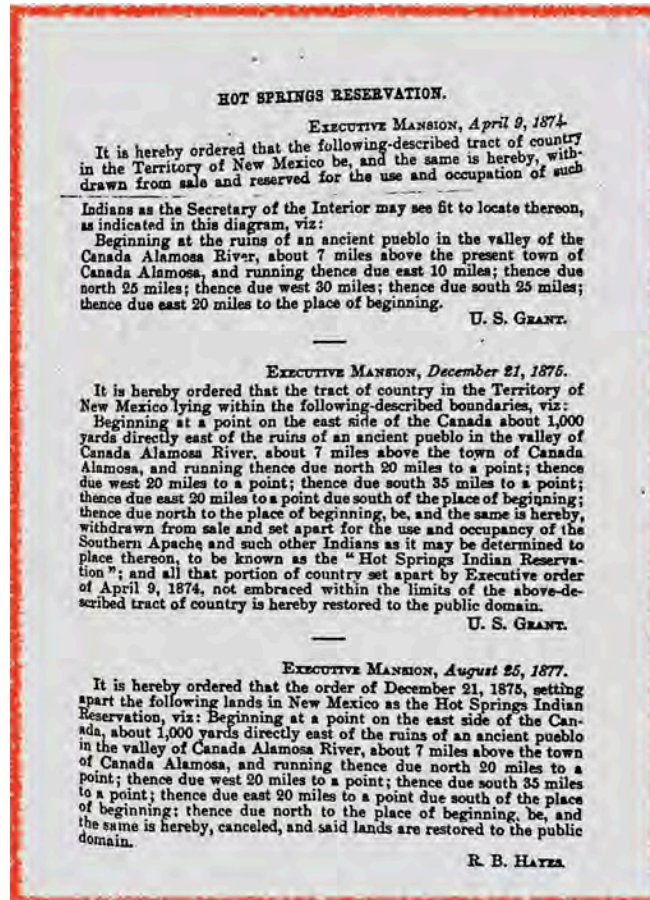 HOT SPRINGS RESERVATION.
EXECUTIVE MANSION, April 9, 1874.
It is hereby ordered that the following-described tract of country
in the Territory of New Mexico be, and the same is hereby, with-
drawn from sale and reserved for the use and occupation of such
Indians as the Secretary of the Interior may see fit to locate thereon,
as indicated in this diagram, viz:
Beginning at the ruins of an ancient pueblo in the valley of the
Canada Alamosa River, about 7 miles above the present town of
Canada Alamosa, and running thence due east 10 miles; thence due
north 25 miles; thence due west 30 miles; thence due south 25 miles;
thence due east 20 miles to the place of beginning.
U. S. GRANT.
EXECUTIVE MANSION, December 21, 1875.
It is hereby ordered that the tract of country in the Territory of
New Mexico lying within the following-described boundaries, viz:
Beginning at a point on the east side of the Canada about 1,000
yards directly east of the ruins of an ancient pueblo in the valley of
Canada Alamosa River, about 7 miles above the town of Canada
Alamosa, and running thence due north 20 miles to a point; thence
due west 20 miles to a point; thence due south 35 miles to a point;
thence due east 20 miles to a point due south of the place of beginning;
thence due north to the place of beginning, be, and the same is hereby,
withdrawn from sale and set apart for the use and occupancy of the
Southern Apache and such other Indians as it may be determined to
place thereon, to be known as the "Hot Springs Indian Reserva-
tion"; and all that portion of country set apart by Executive order
of April 9, 1874, not embraced within the limits of the above-de-
scribed tract of country is hereby restored to the public domain.
U. S. GRANT.
EXECUTIVE MANSION, August 25, 1877.
It is hereby ordered that the order of December 21, 1875, setting
apart the following lands in New Mexico as the Hot Springs Indian
Reservation, viz: Beginning at a point on the east side of the Can-
ada, about 1,000 yards directly east of the ruins of an ancient pueblo
in the valley of Canada Alamosa River, about 7 miles above the town
of Canada Alamosa, and running thence due north 20 miles to a
point; thence due west 20 miles to a point; thence due south 35 miles
to a point; thence due east 20 miles to a point due south of the place
of beginning; thence due north to the place of beginning, be, and
the same is hereby, canceled, and said lands are restored to the public
domain.
R. B. HAYES.